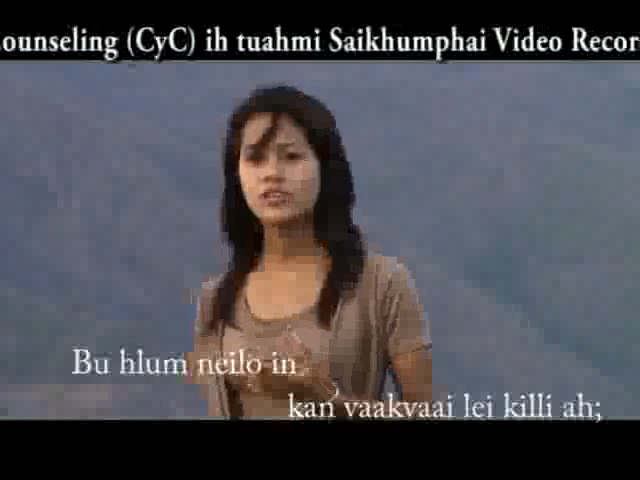 ounseling (CyC) ih tuahmi Saikhumphai Video Recor
Bu hlum neilo in
kan vaakvaai lei killi ah;